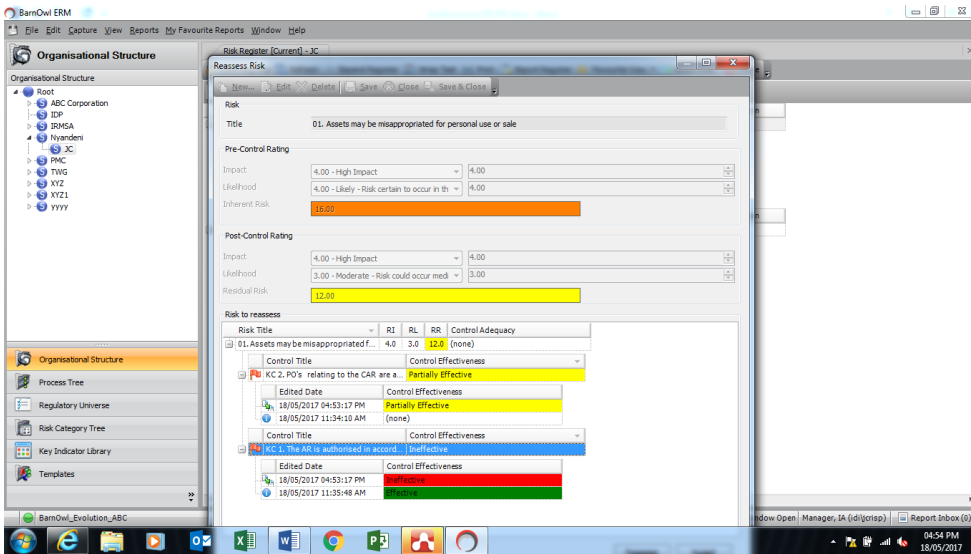 BarnOwl ERM
File Edit Capture View Reports My Favourite Reports Window Help
Organisational Structure
Organisational Structure
Root
ABC Corporation
IDP
IRMSA
Nyandeni
JC
PMC
TWG
XYZ
XYZ1
yyyy
Organisational Structure
Process Tree
Regulatory Universe
Risk Category Tree
Key Indicator Library
Templates
Risk Register [Current] - JC
Reassess Risk
New... Edit Delete Save Close Save & Close
Risk
Title 01. Assets may be misappropriated for personal use or sale
Pre-Control Rating
Impact 4.00 - High Impact 4.00
Likelihood 4.00 - Likely - Risk certain to occur in th 4.00
Inherent Risk 16.00
Post-Control Rating
Impact 4.00 - High Impact 4.00
Likelihood 3.00 - Moderate - Risk could occur medi 3.00
Residual Risk 12.00
Risk to reassess
Risk Title RI RL RR Control Adequacy
01. Assets may be misappropriated f... 4.0 3.0 12.0 (none)
Control Title Control Effectiveness
KC 2. PO's relating to the CAR are a... Partially Effective
Edited Date Control Effectiveness
18/05/2017 04:53:17 PM Partially Effective
18/05/2017 11:34:10 AM (none)
Control Title Control Effectiveness
KC 1. The AR is authorised in accord... Ineffective
Edited Date Control Effectiveness
18/05/2017 04:53:17 PM Ineffective
18/05/2017 11:35:48 AM Effective
BarnOwl_Evolution_ABC
ndow Open Manager, IA (idi\jcrisp) Report Inbox (0)
04:54 PM
18/05/2017